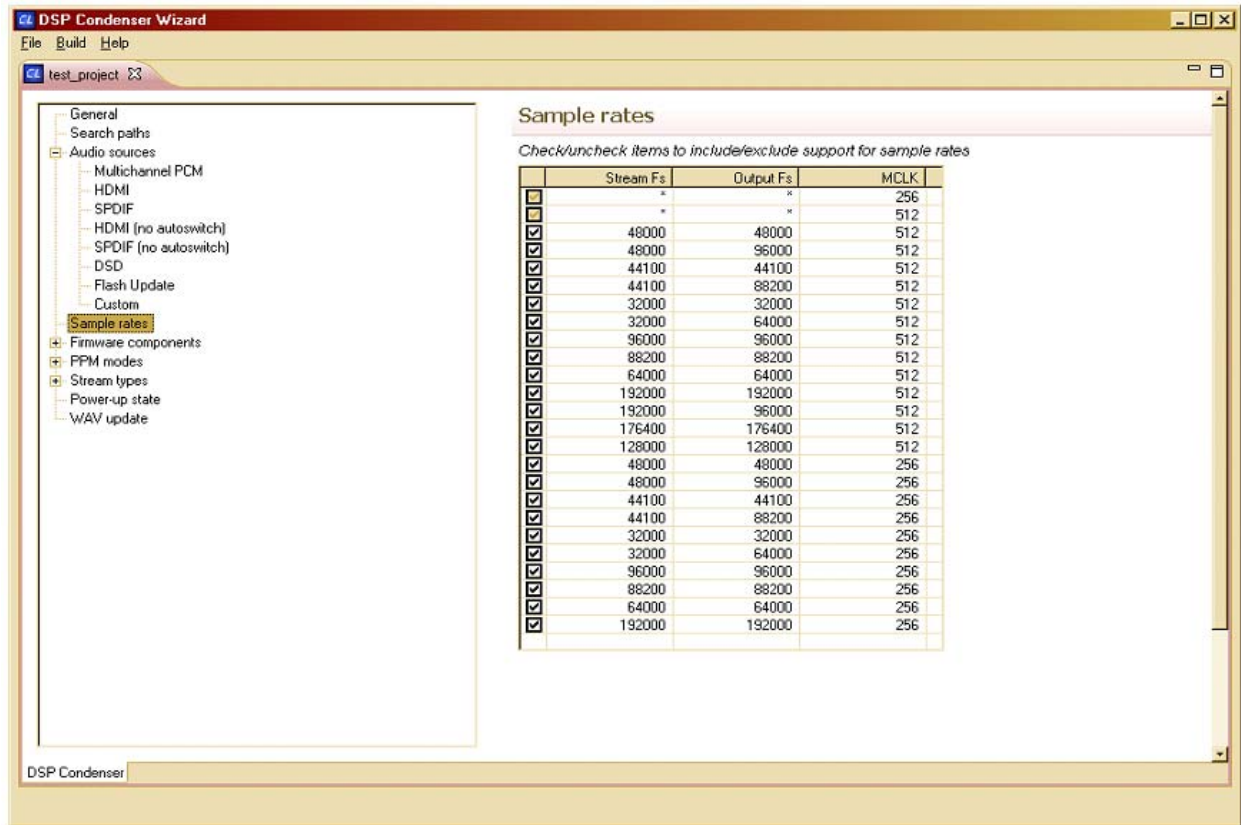 CL DSP Condenser Wizard
File Build Help
CL test_project
General
Search paths
Audio sources
Multichannel PCM
HDMI
SPDIF
HDMI (no autoswitch)
SPDIF (no autoswitch)
DSD
Flash Update
Custom
Sample rates
Firmware components
PPM modes
Stream types
Power-up state
WAV update
Sample rates
Check/uncheck items to include/exclude support for sample rates
Stream Fs Output Fs MCLK
* * 256
* * 512
48000 48000 512
48000 96000 512
44100 44100 512
44100 88200 512
32000 32000 512
32000 64000 512
96000 96000 512
88200 88200 512
64000 64000 512
192000 192000 512
192000 96000 512
176400 176400 512
128000 128000 512
48000 48000 256
48000 96000 256
44100 44100 256
44100 88200 256
32000 32000 256
32000 64000 256
96000 96000 256
88200 88200 256
64000 64000 256
192000 192000 256
DSP Condenser